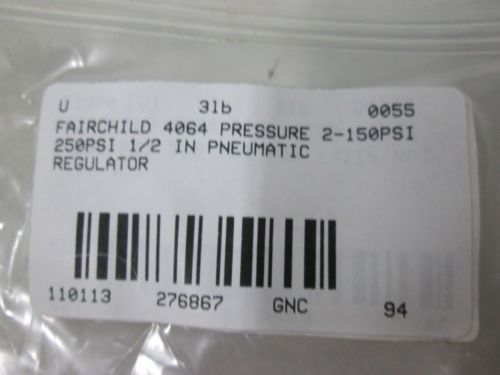 U 31b 0055
FAIRCHILD 4064 PRESSURE 2-150PSI
250PSI 1/2 IN PNEUMATIC
REGULATOR
110113 276867 GNC 94